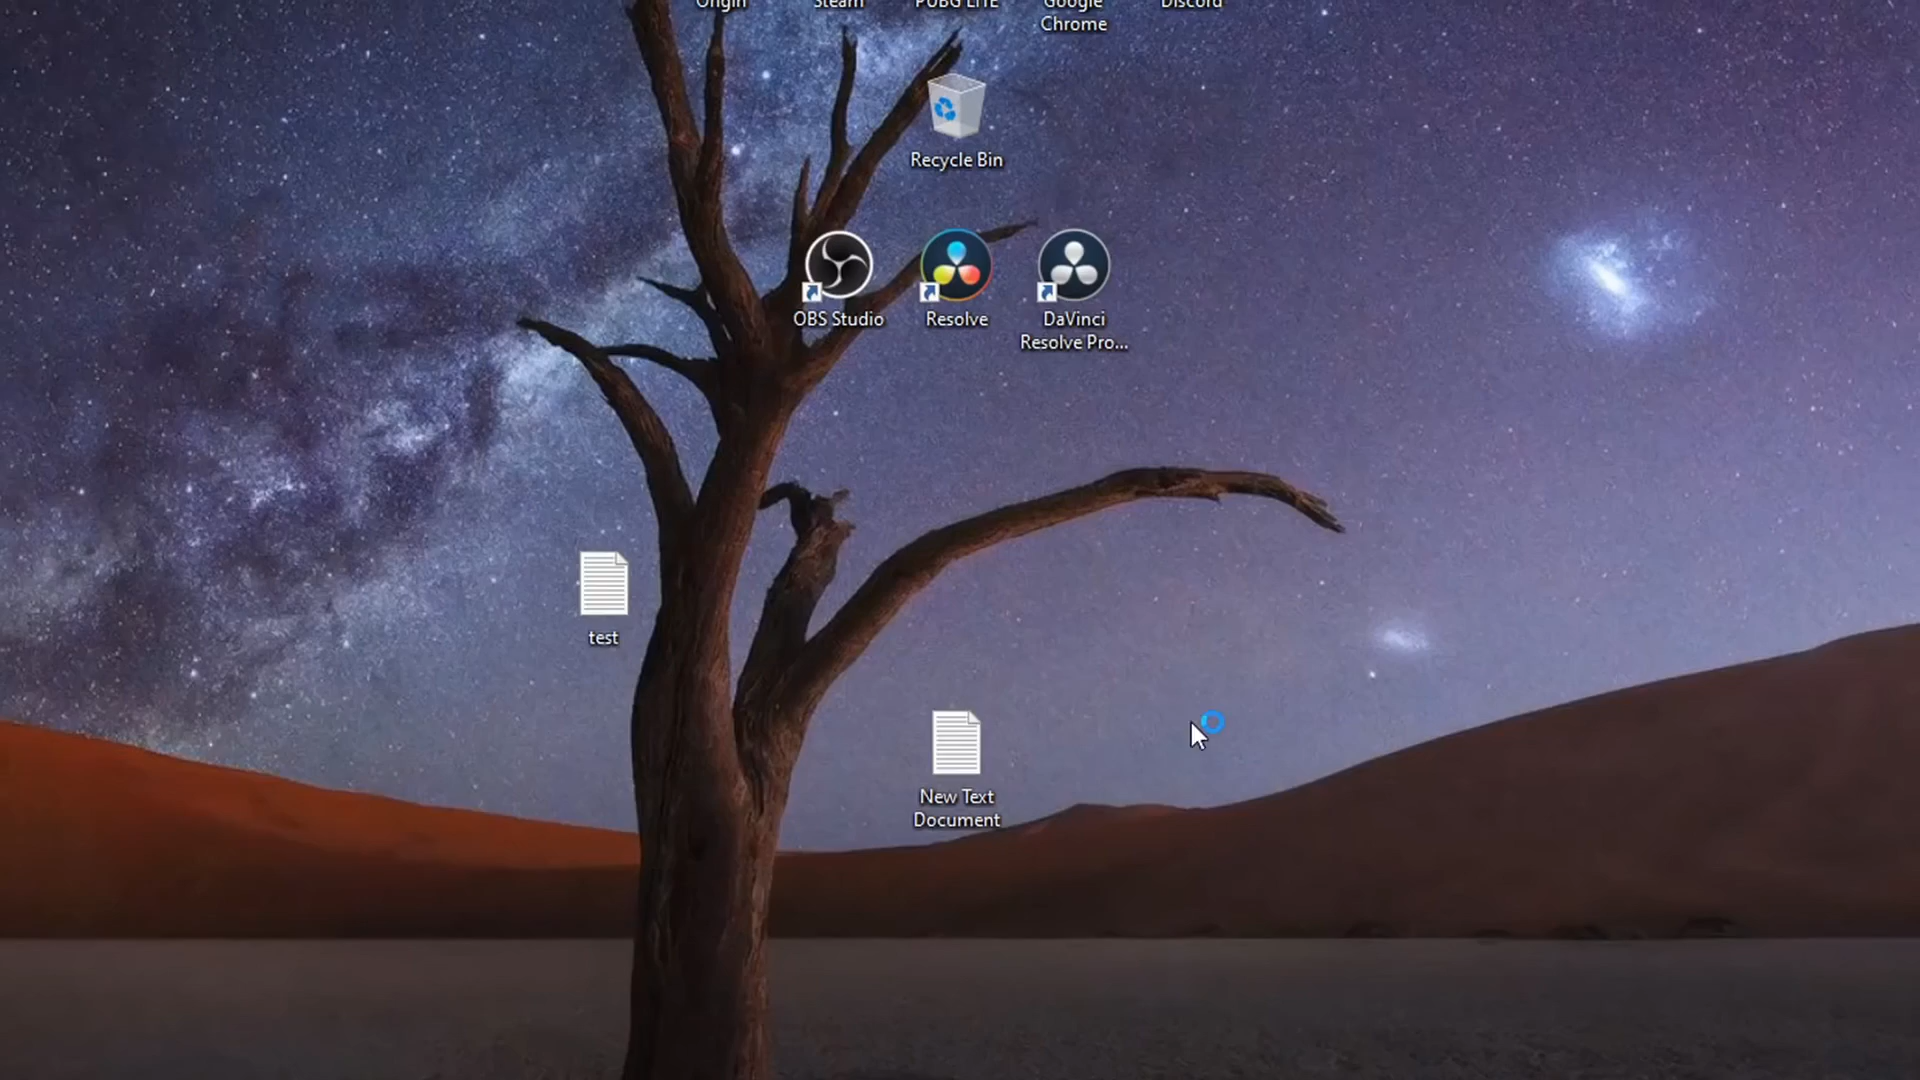 Origin
Steam
PUBG LITE
Google
Chrome
Discord
Recycle Bin
OBS Studio
Resolve
DaVinci
Resolve Pro...
test
New Text
Document